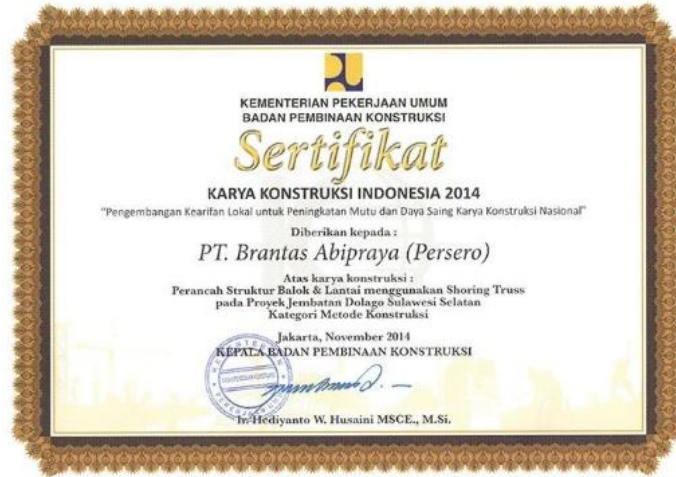 KEMENTERIAN PEKERJAAN UMUM
BADAN PEMBINAAN KONSTRUKSI
Sertifikat
KARYA KONSTRUKSI INDONESIA 2014
"Pengembangan Kearifan Lokal untuk Peningkatan Mutu dan Daya Saing Karya Konstruksi Nasional"
Diberikan kepada :
PT. Brantas Abipraya (Persero)
Atas karya konstruksi :
Perancah Struktur Balok & Lantai menggunakan Shoring Truss
pada Proyek Jembatan Dolago Sulawesi Selatan
Kategori Metode Konstruksi
Jakarta, November 2014
KEPALA BADAN PEMBINAAN KONSTRUKSI
KEMENTERIAN
PEKERJAAN UMUM
Ir. Hediyanto W. Husaini MSCE., M.Si.